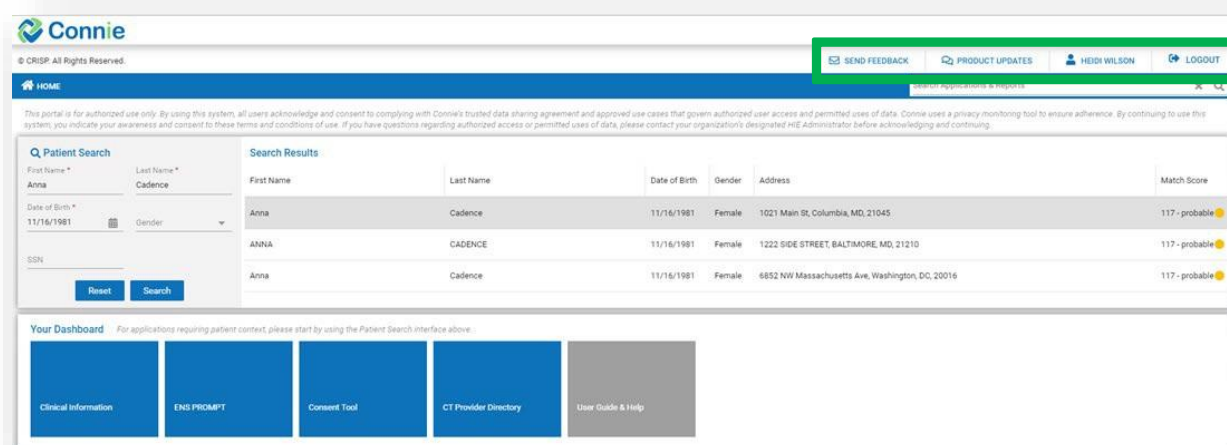 Connie
© CRISP. All Rights Reserved.
SEND FEEDBACK
PRODUCT UPDATES
HEIDI WILSON
LOGOUT
HOME
Search Applications & Reports
This portal is for authorized use only. By using this system, all users acknowledge and consent to complying with Connie's trusted data sharing agreement and approved use cases that govern authorized user access and permitted uses of data. Connie uses a privacy monitoring tool to ensure adherence. By continuing to use this
system, you indicate your awareness and consent to these terms and conditions of use. If you have questions regarding authorized access or permitted uses of data, please contact your organization's designated HIE Administrator before acknowledging and continuing.
Patient Search
First Name *
Last Name *
Anna
Cadence
Date of Birth *
11/16/1981
Gender
SSN
Reset
Search
Search Results
First Name Last Name Date of Birth Gender Address Match Score
Anna Cadence 11/16/1981 Female 1021 Main St, Columbia, MD, 21045 117 - probable
ANNA CADENCE 11/16/1981 Female 1222 SIDE STREET, BALTIMORE, MD, 21210 117 - probable
Anna Cadence 11/16/1981 Female 6852 NW Massachusetts Ave, Washington, DC, 20016 117 - probable
Your Dashboard For applications requiring patient context, please start by using the Patient Search interface above.
Clinical Information
ENS PROMPT
Consent Tool
CT Provider Directory
User Guide & Help